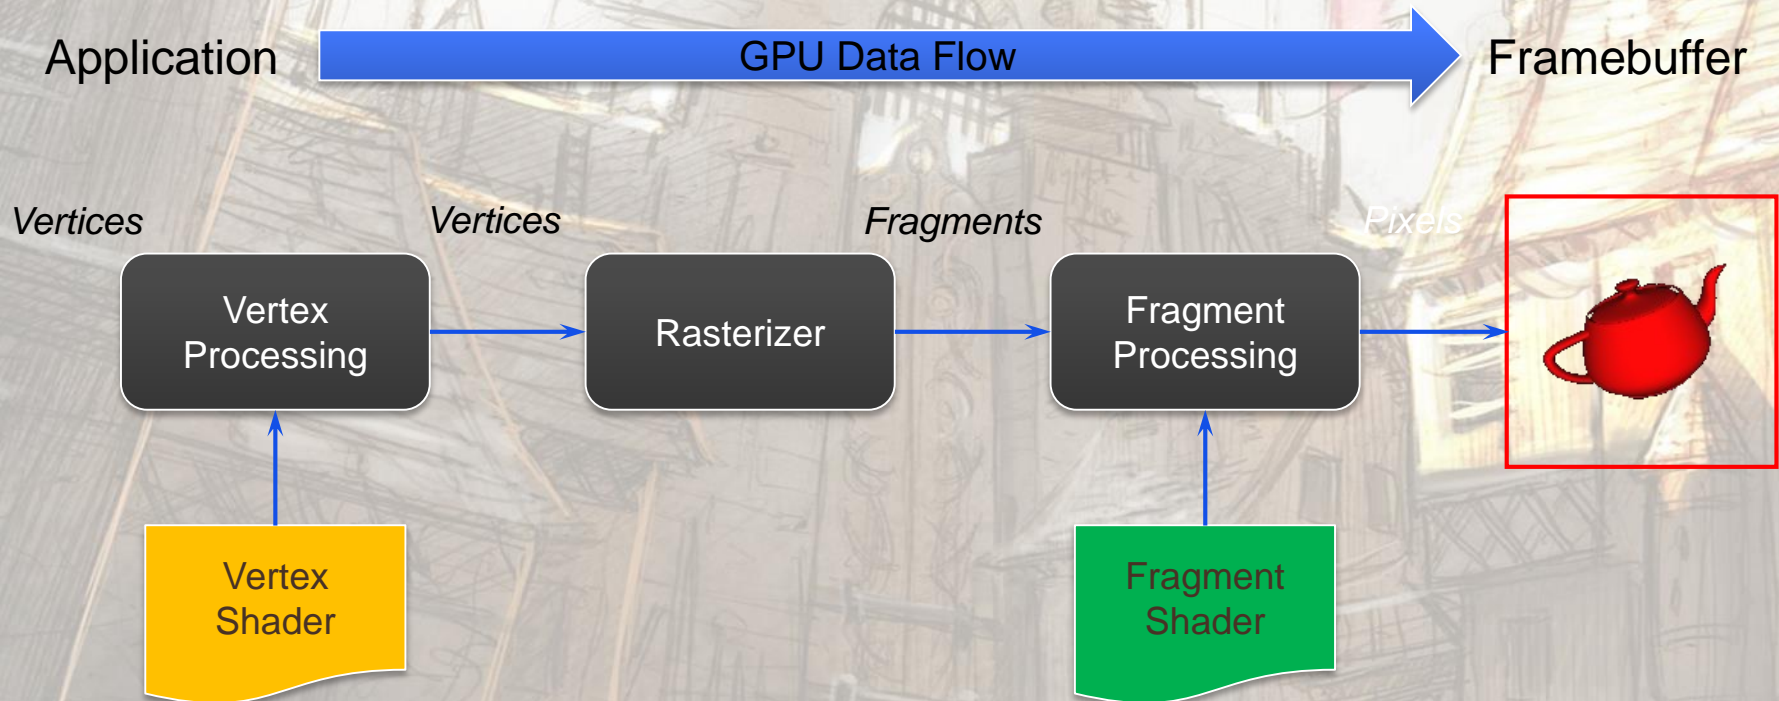 Application
GPU Data Flow
Framebuffer
Vertices
Vertices
Fragments
Pixels
Vertex
Processing
Rasterizer
Fragment
Processing
Vertex
Shader
Fragment
Shader